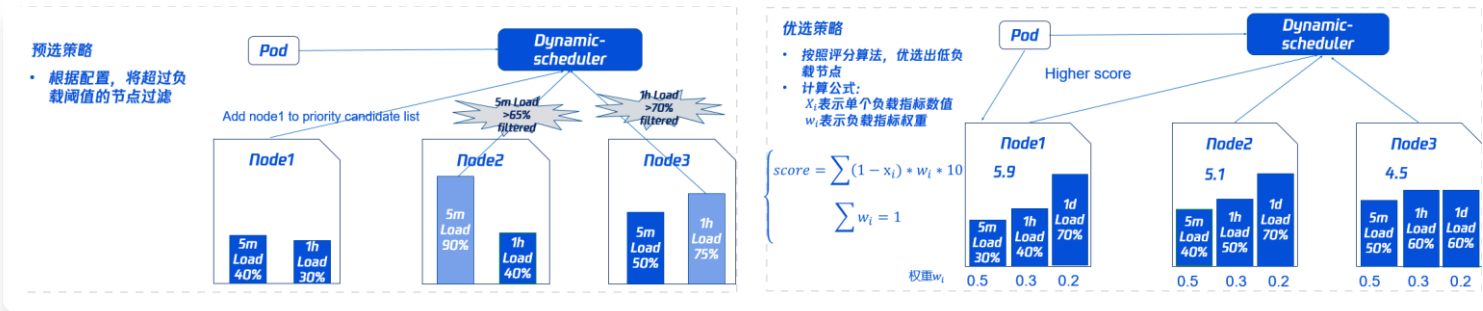 预选策略
• 根据配置，将超过负
载阈值的节点过滤
Pod
Dynamic-
scheduler
Add node1 to priority candidate list
5m Load
>65%
filtered
1h Load
>70%
filtered
Node1
5m
Load
40%
1h
Load
30%
Node2
5m
Load
90%
1h
Load
40%
Node3
5m
Load
50%
1h
Load
75%
优选策略
• 按照评分算法，优选出低负
载节点
• 计算公式：
X_i表示单个负载指标数值
w_i表示负载指标权重
score = ∑(1 − x_i) * w_i * 10
∑ w_i = 1
Pod
Dynamic-
scheduler
Higher score
Node1
5.9
5m
Load
30%
1h
Load
40%
1d
Load
70%
Node2
5.1
5m
Load
40%
1h
Load
50%
1d
Load
70%
Node3
4.5
5m
Load
50%
1h
Load
60%
1d
Load
60%
权重w_i
0.5 0.3 0.2
0.5 0.3 0.2
0.5 0.3 0.2